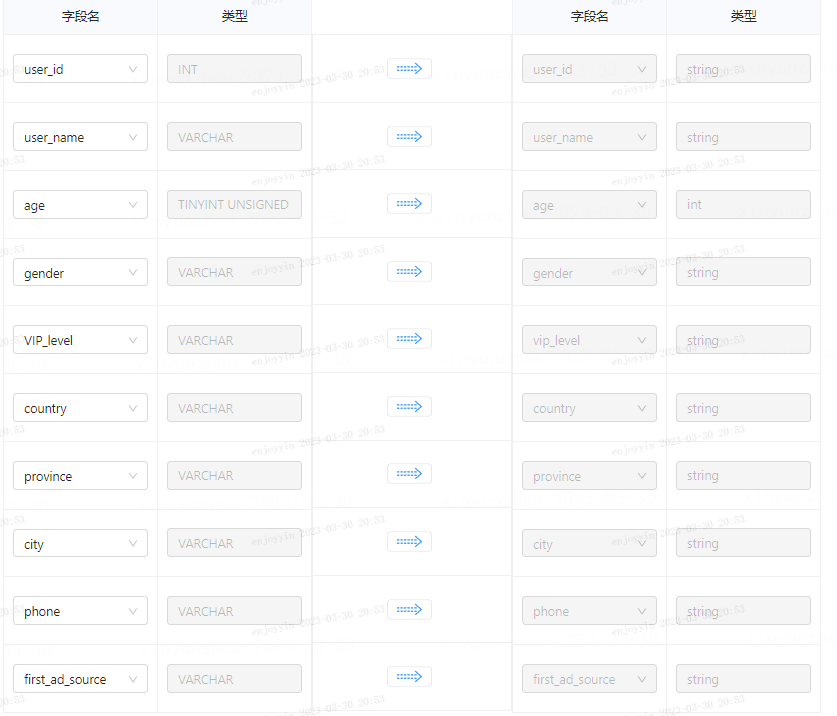 字段名 类型 字段名 类型
user_id INT user_id string
user_name VARCHAR user_name string
age TINYINT UNSIGNED age int
gender VARCHAR gender string
VIP_level VARCHAR vip_level string
country VARCHAR country string
province VARCHAR province string
city VARCHAR city string
phone VARCHAR phone string
first_ad_source VARCHAR first_ad_source string
enjoyyin 2023-03-30 20:53